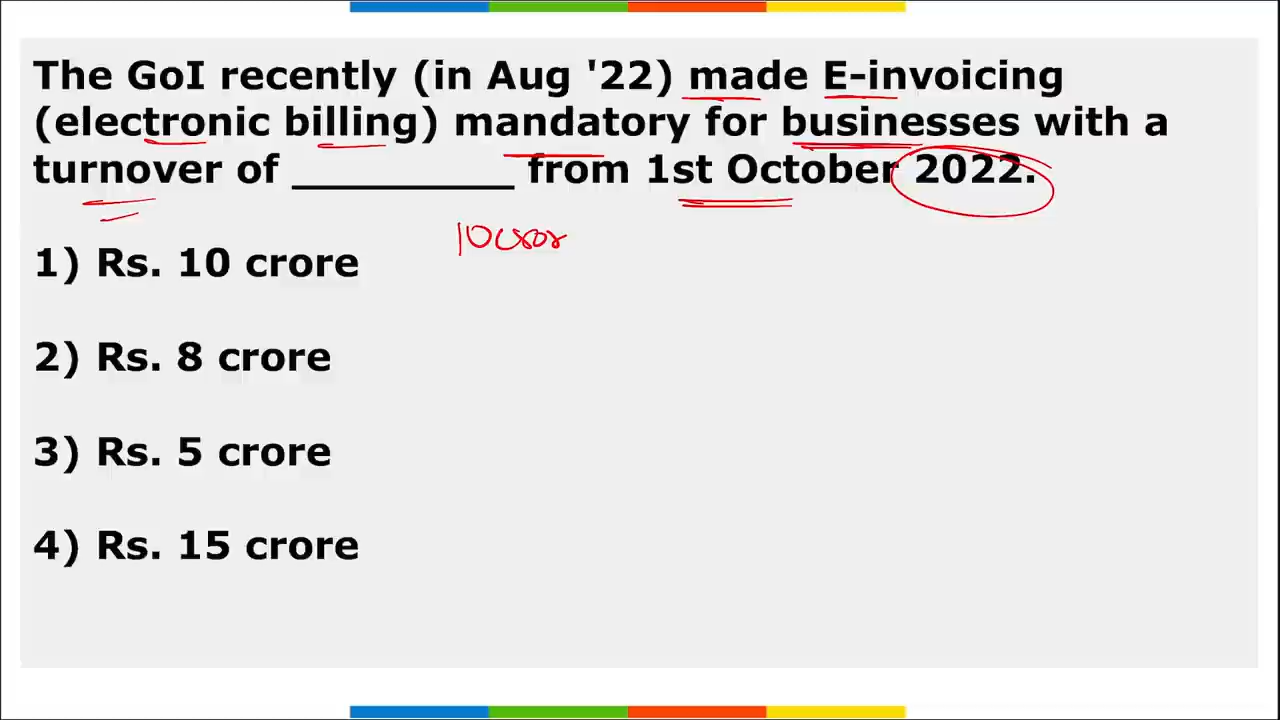 The GoI recently (in Aug '22) made E-invoicing
(electronic billing) mandatory for businesses with a
turnover of __________ from 1st October 2022.
10 cror
1) Rs. 10 crore
2) Rs. 8 crore
3) Rs. 5 crore
4) Rs. 15 crore